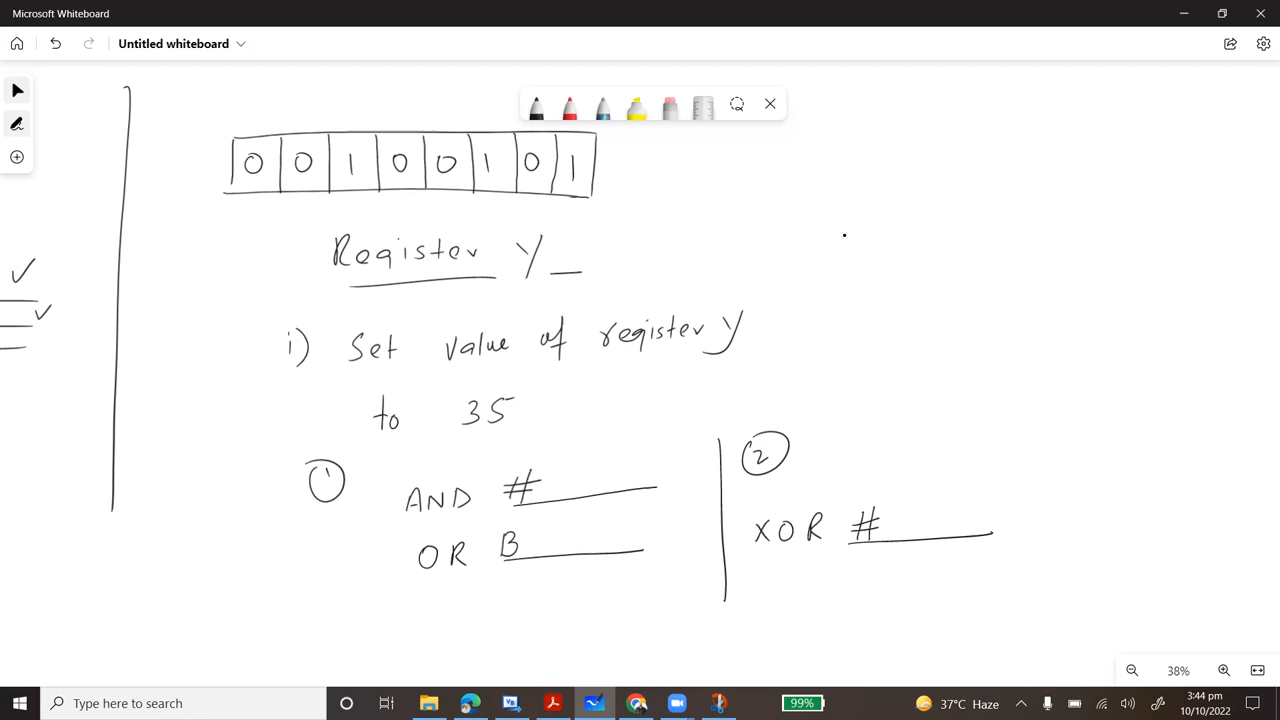 Microsoft Whiteboard
Untitled whiteboard
0 0 1 0 0 1 0 1
Register Y
i) Set value of register Y
to 35
1
AND #
OR B
2
XOR #
38%
Type here to search
99%
37°C Haze
3:44 pm
10/10/2022